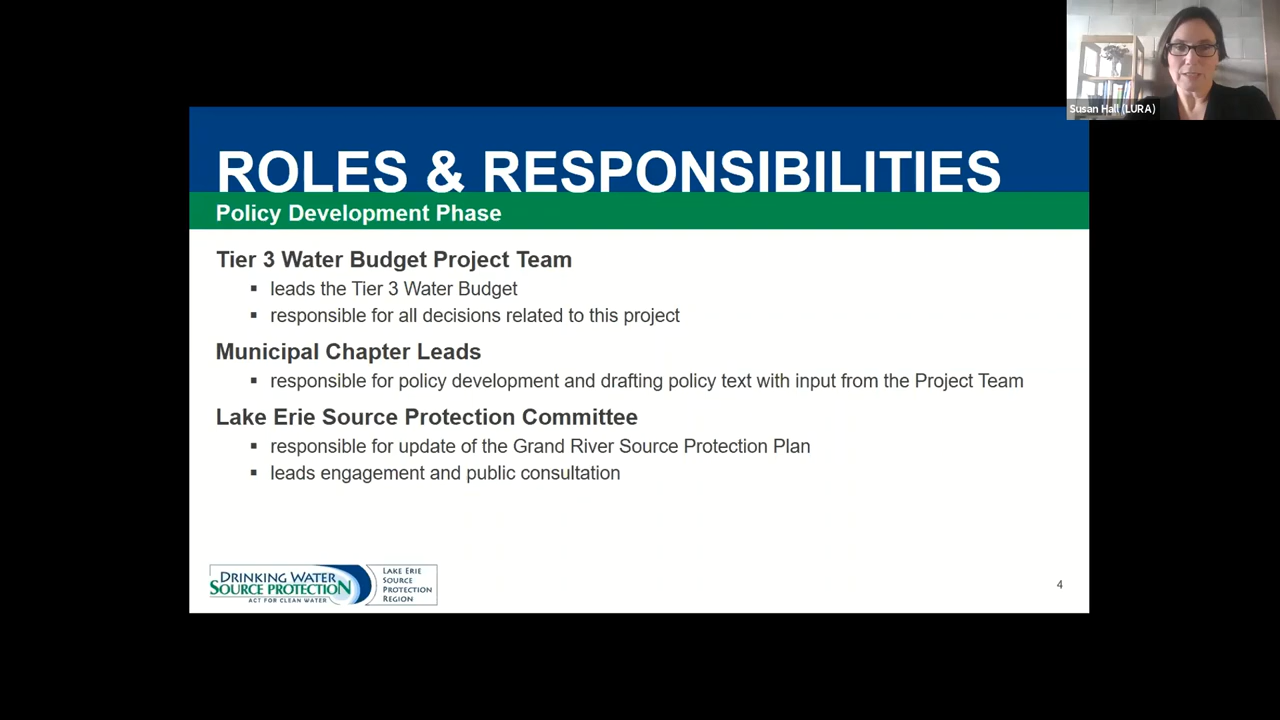 Susan Hall (LURA)
ROLES & RESPONSIBILITIES
Policy Development Phase
Tier 3 Water Budget Project Team
▪ leads the Tier 3 Water Budget
▪ responsible for all decisions related to this project
Municipal Chapter Leads
▪ responsible for policy development and drafting policy text with input from the Project Team
Lake Erie Source Protection Committee
▪ responsible for update of the Grand River Source Protection Plan
▪ leads engagement and public consultation
DRINKING WATER
SOURCE PROTECTION
ACT FOR CLEAN WATER
LAKE ERIE
SOURCE
PROTECTION
REGION
4